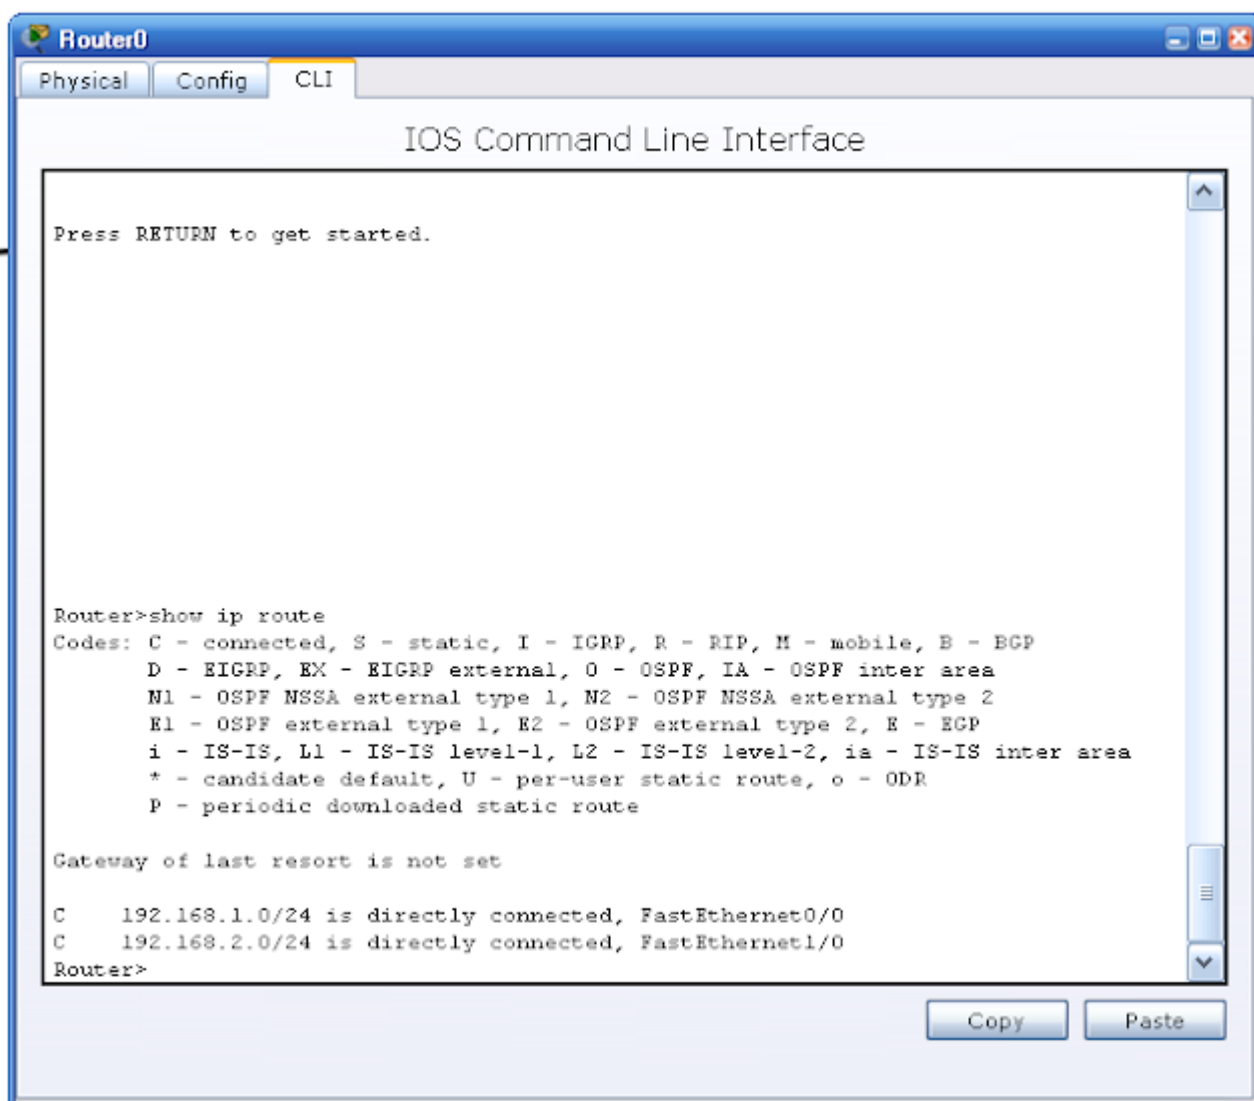 Router0
Physical Config CLI
IOS Command Line Interface
Press RETURN to get started.
Router>show ip route
Codes: C - connected, S - static, I - IGRP, R - RIP, M - mobile, B - BGP
D - EIGRP, EX - EIGRP external, O - OSPF, IA - OSPF inter area
N1 - OSPF NSSA external type 1, N2 - OSPF NSSA external type 2
E1 - OSPF external type 1, E2 - OSPF external type 2, E - EGP
i - IS-IS, L1 - IS-IS level-1, L2 - IS-IS level-2, ia - IS-IS inter area
* - candidate default, U - per-user static route, o - ODR
P - periodic downloaded static route
Gateway of last resort is not set
C 192.168.1.0/24 is directly connected, FastEthernet0/0
C 192.168.2.0/24 is directly connected, FastEthernet1/0
Router>
Copy Paste